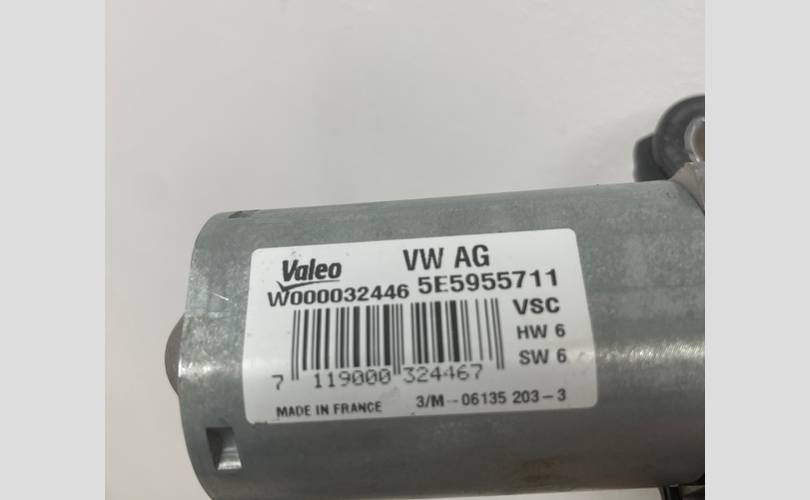 Valeo VW AG
W000032446 5E5955711
VSC
HW 6
SW 6
7 119000 324467
MADE IN FRANCE 3/M-06135 203-3